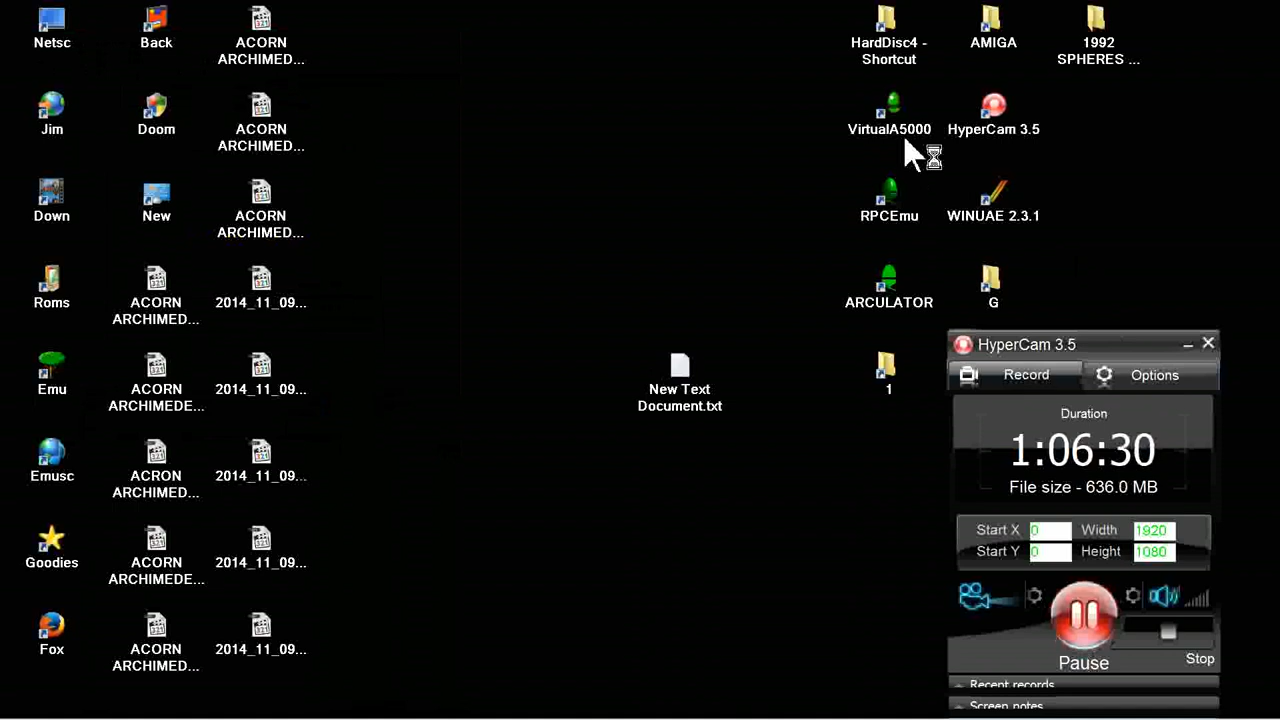 Netsc
Back
ACORN
ARCHIMED...
HardDisc4 -
Shortcut
AMIGA
1992
SPHERES ...
Jim
Doom
ACORN
ARCHIMED...
VirtualA5000
HyperCam 3.5
Down
New
ACORN
ARCHIMED...
RPCEmu
WINUAE 2.3.1
Roms
ACORN
ARCHIMED...
2014_11_09...
ARCULATOR
G
Emu
ACORN
ARCHIMEDE...
2014_11_09...
New Text
Document.txt
1
Emusc
ACRON
ARCHIMED...
2014_11_09...
Goodies
ACORN
ARCHIMEDE...
2014_11_09...
Fox
ACORN
ARCHIMED...
2014_11_09...
HyperCam 3.5
Record
Options
Duration
1:06:30
File size - 636.0 MB
Start X 0 Width 1920
Start Y 0 Height 1080
Pause
Stop
Recent records
Screen notes